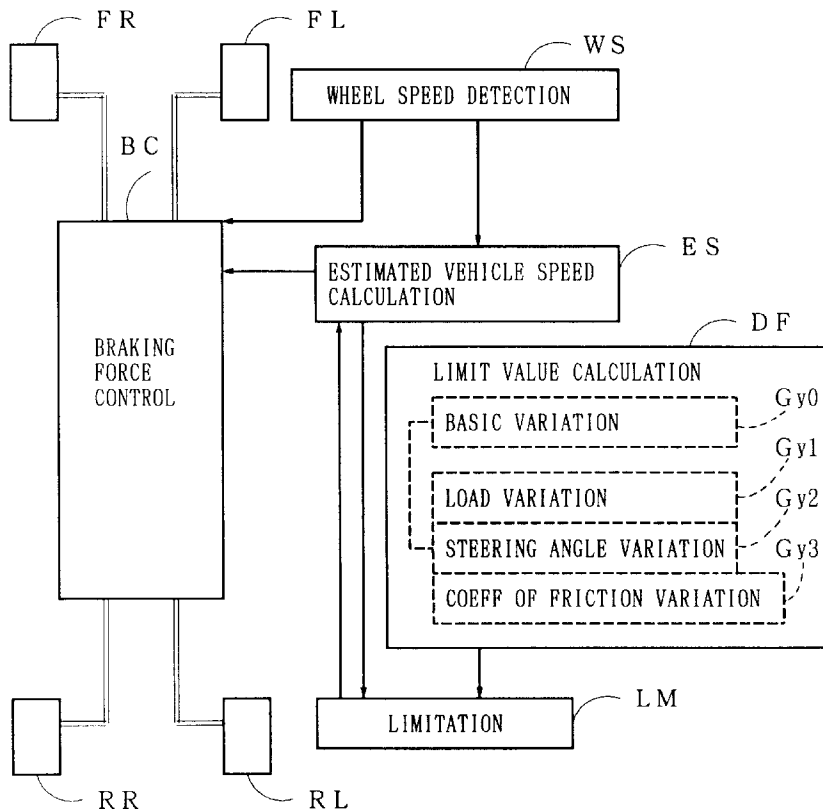 FR
FL
WS
WHEEL SPEED DETECTION
BC
ES
ESTIMATED VEHICLE SPEED
CALCULATION
DF
BRAKING
FORCE
CONTROL
LIMIT VALUE CALCULATION
Gy0
BASIC VARIATION
Gy1
LOAD VARIATION
Gy2
STEERING ANGLE VARIATION
Gy3
COEFF OF FRICTION VARIATION
LM
LIMITATION
RR
RL